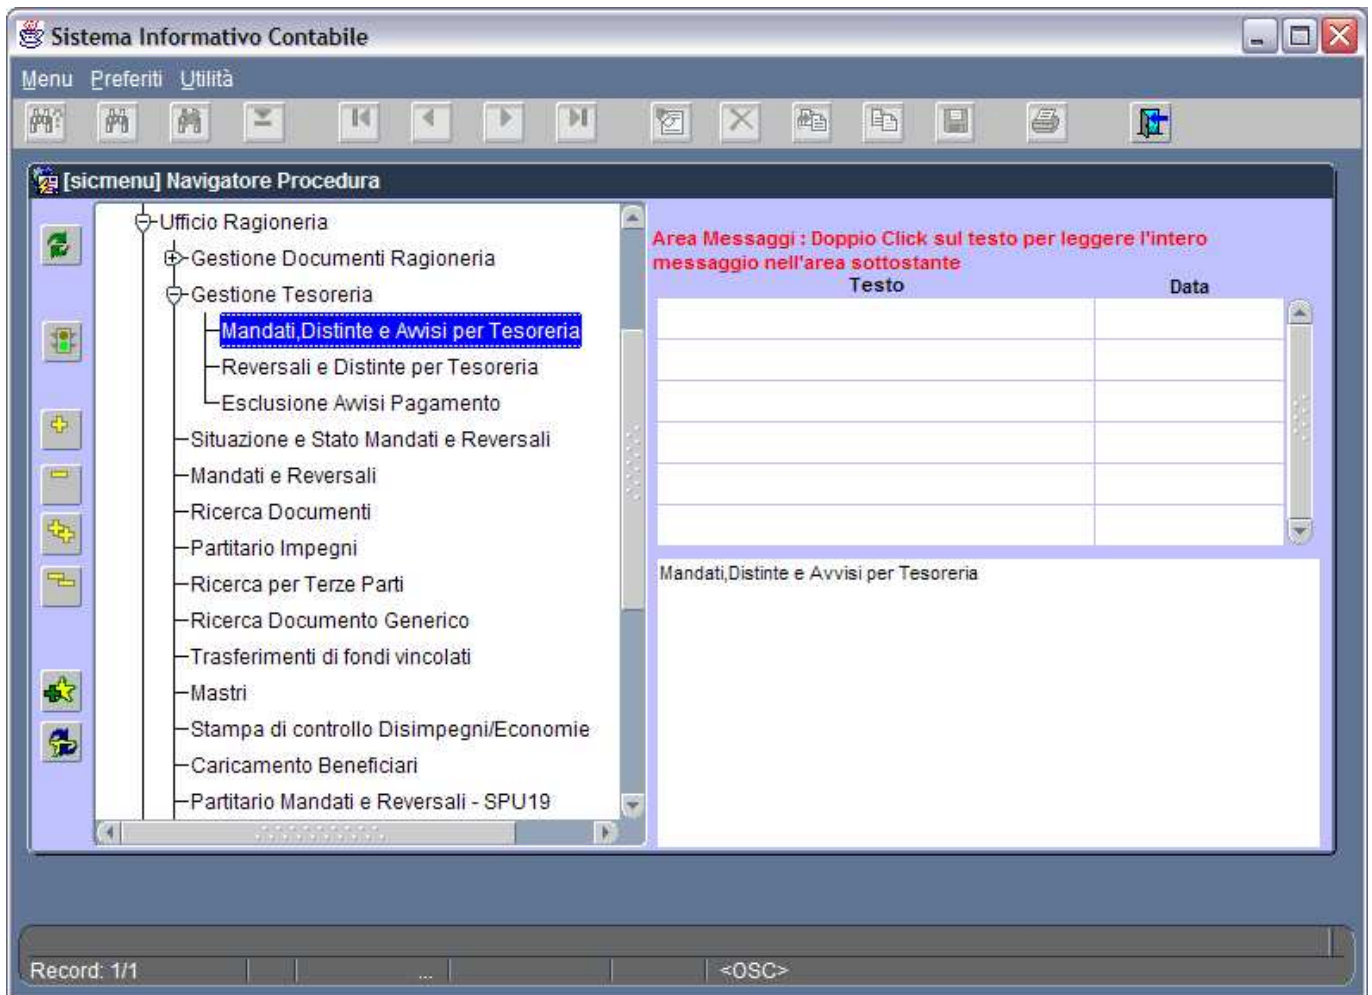 Sistema Informativo Contabile
Menu Preferiti Utilità
[sicmenu] Navigatore Procedura
Ufficio Ragioneria
Gestione Documenti Ragioneria
Gestione Tesoreria
Mandati,Distinte e Avvisi per Tesoreria
Reversali e Distinte per Tesoreria
Esclusione Avvisi Pagamento
Situazione e Stato Mandati e Reversali
Mandati e Reversali
Ricerca Documenti
Partitario Impegni
Ricerca per Terze Parti
Ricerca Documento Generico
Trasferimenti di fondi vincolati
Mastri
Stampa di controllo Disimpegni/Economie
Caricamento Beneficiari
Partitario Mandati e Reversali - SPU19
Area Messaggi : Doppio Click sul testo per leggere l'intero
messaggio nell'area sottostante
Testo Data
Mandati,Distinte e Avvisi per Tesoreria
Record: 1/1 ... <OSC>